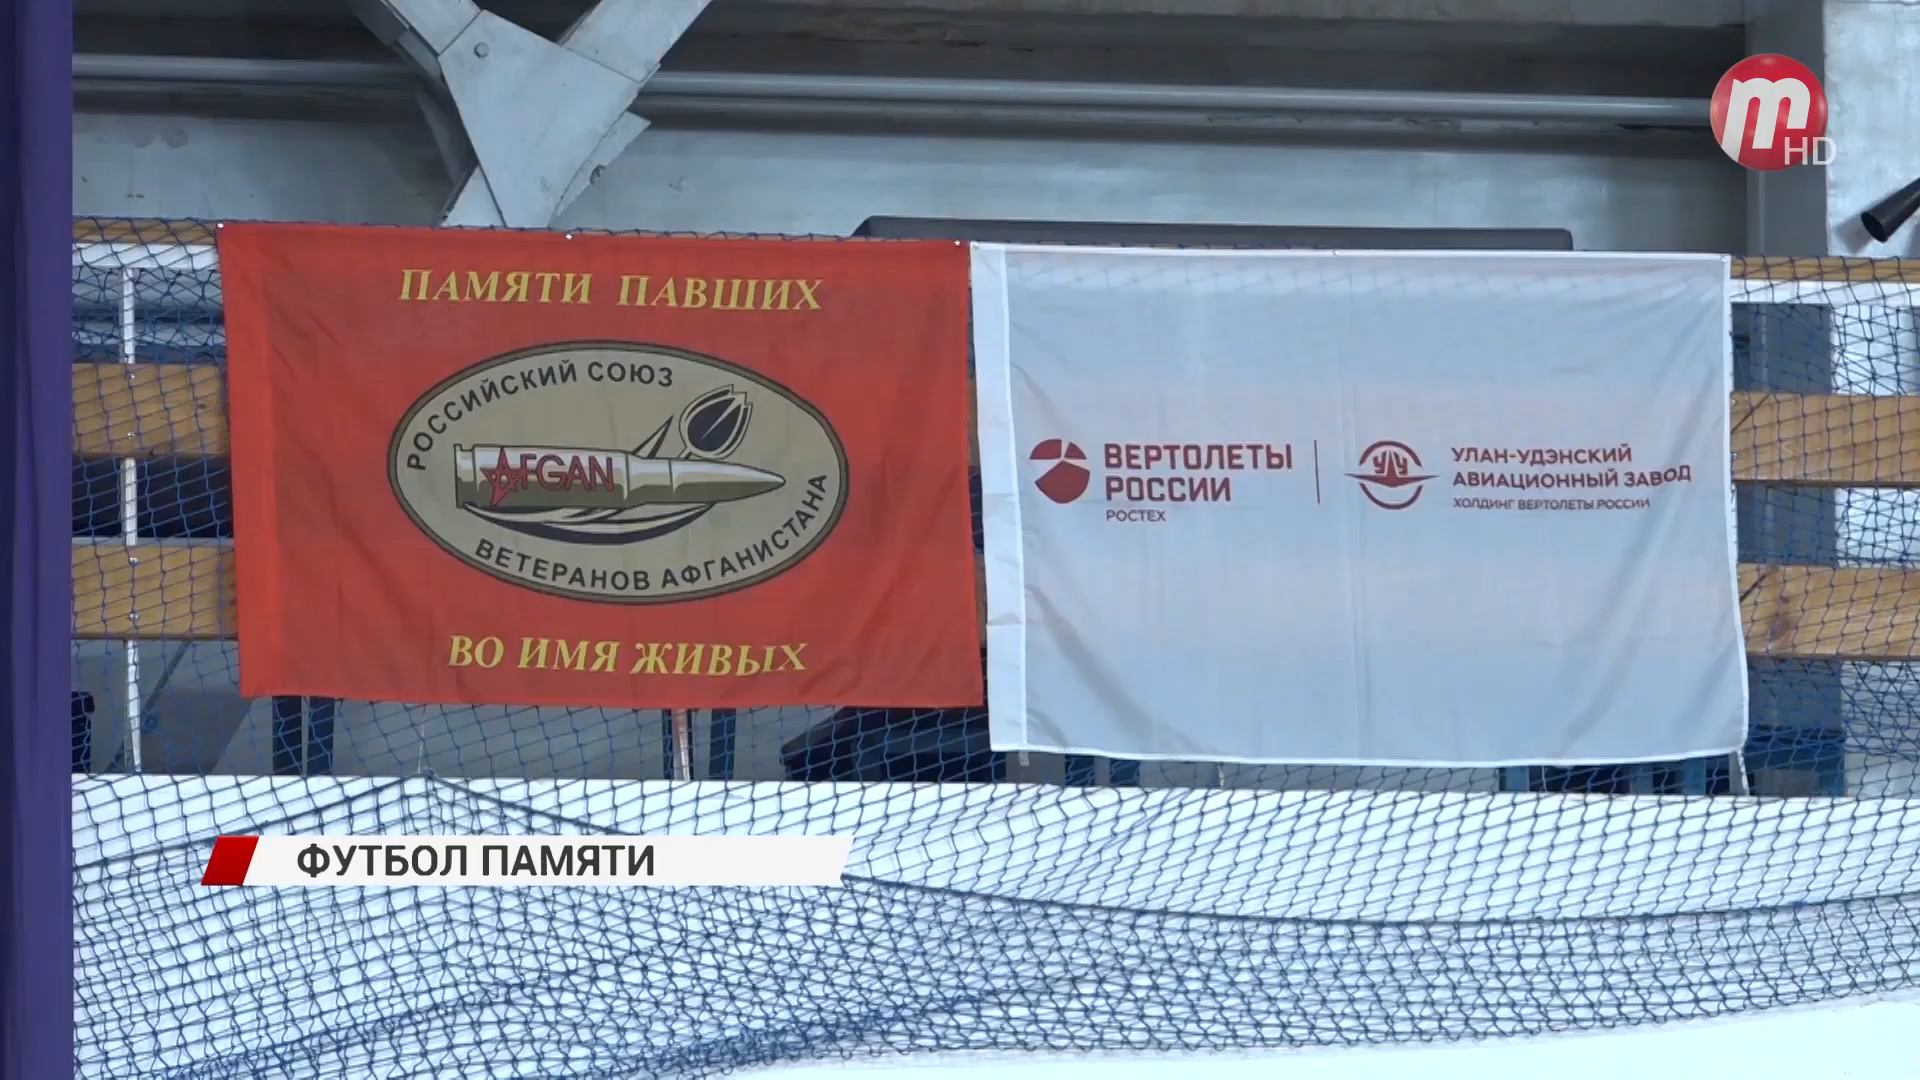 m HD
ПАМЯТИ ПАВШИХ
РОССИЙСКИЙ СОЮЗ
AFGAN
ВЕТЕРАНОВ АФГАНИСТАНА
ВО ИМЯ ЖИВЫХ
ВЕРТОЛЕТЫ
РОССИИ
РОСТЕХ
УЛАН-УДЭНСКИЙ
АВИАЦИОННЫЙ ЗАВОД
ХОЛДИНГ ВЕРТОЛЕТЫ РОССИИ
ФУТБОЛ ПАМЯТИ